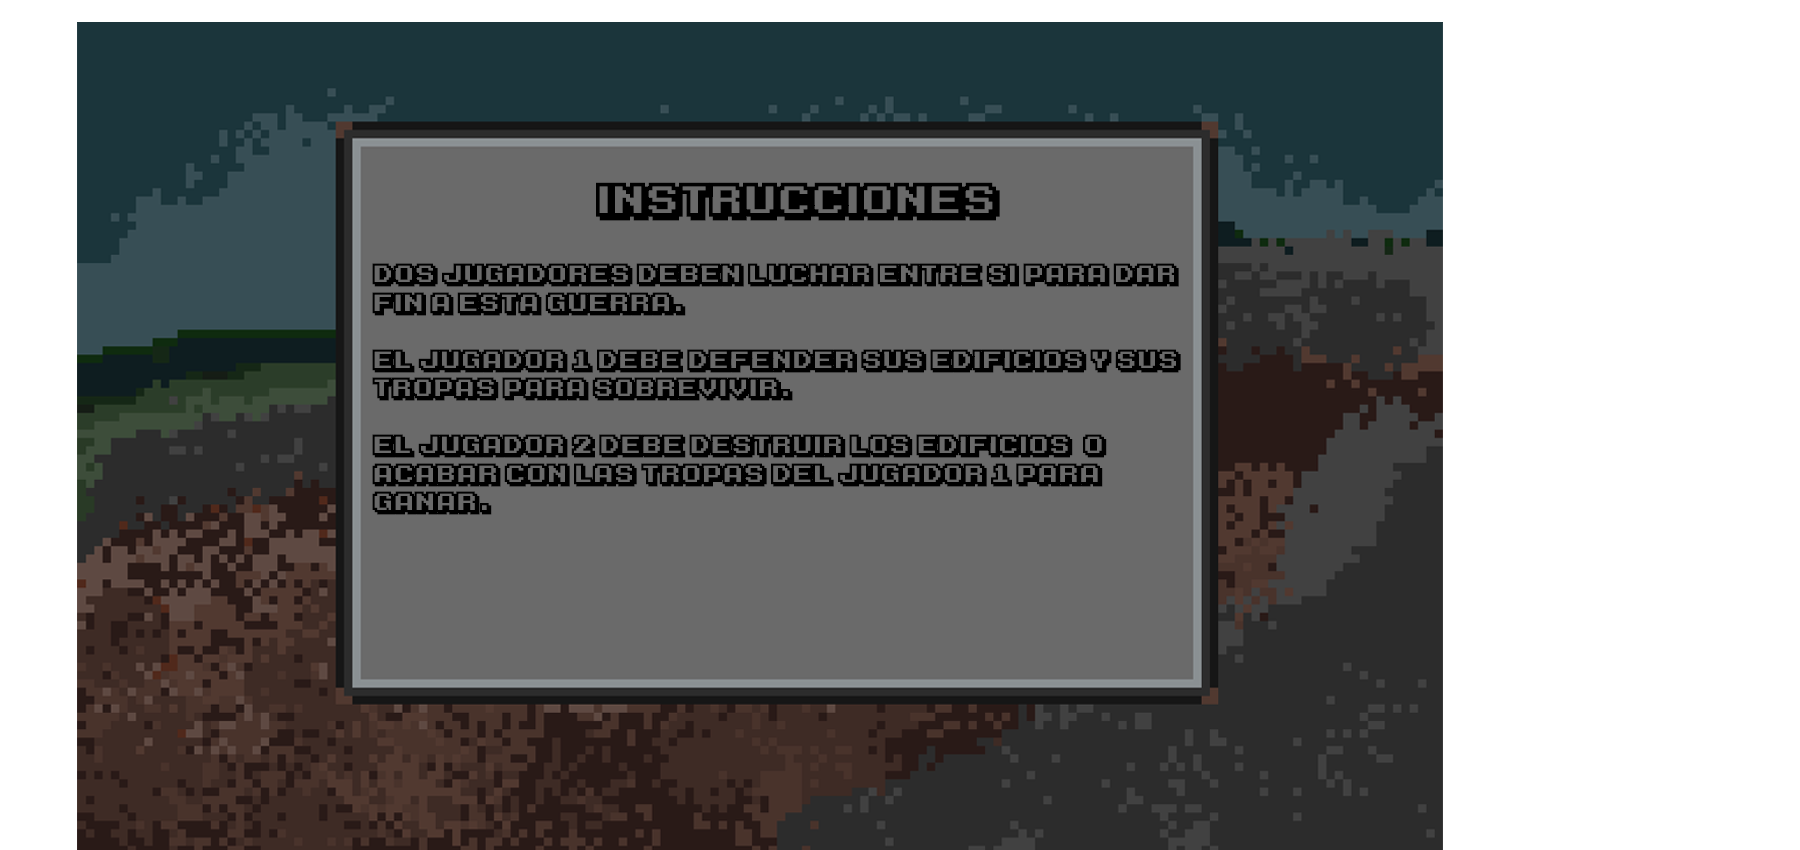 INSTRUCCIONES
DOS JUGADORES DEBEN LUCHAR ENTRE SI PARA DAR
FIN A ESTA GUERRA.
EL JUGADOR 1 DEBE DEFENDER SUS EDIFICIOS Y SUS
TROPAS PARA SOBREVIVIR.
EL JUGADOR 2 DEBE DESTRUIR LOS EDIFICIOS  O
ACABAR CON LAS TROPAS DEL JUGADOR 1 PARA
GANAR.